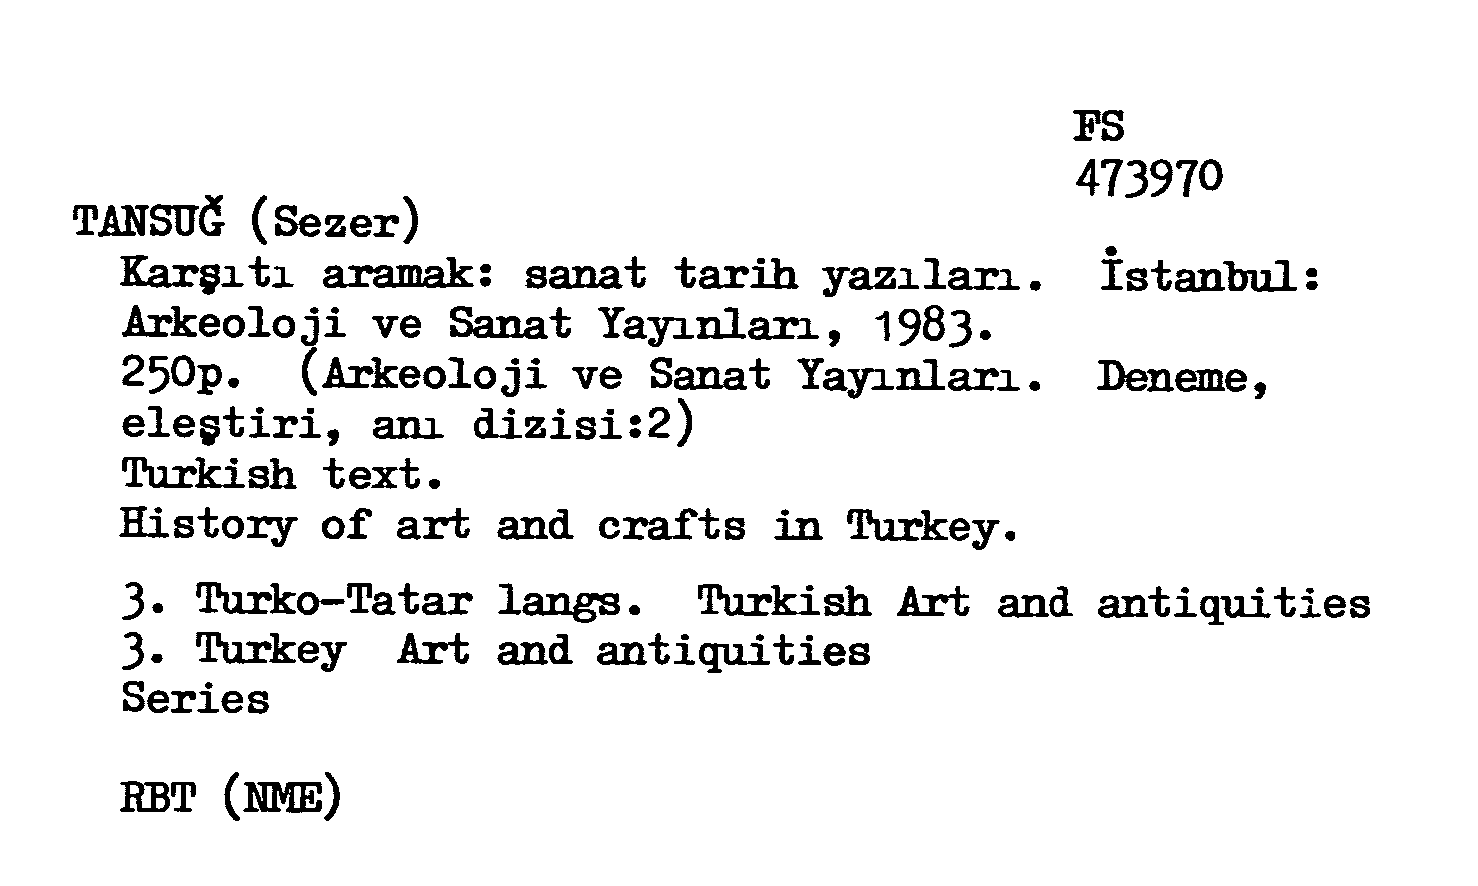 FS
473970
TANSUĞ (Sezer)
Karşıtı aramak: sanat tarih yazıları. İstanbul:
Arkeoloji ve Sanat Yayınları, 1983.
250p. (Arkeoloji ve Sanat Yayınları. Deneme,
eleştiri, anı dizisi:2)
Turkish text.
History of art and crafts in Turkey.
3. Turko-Tatar langs. Turkish Art and antiquities
3. Turkey Art and antiquities
Series
RBT (NME)